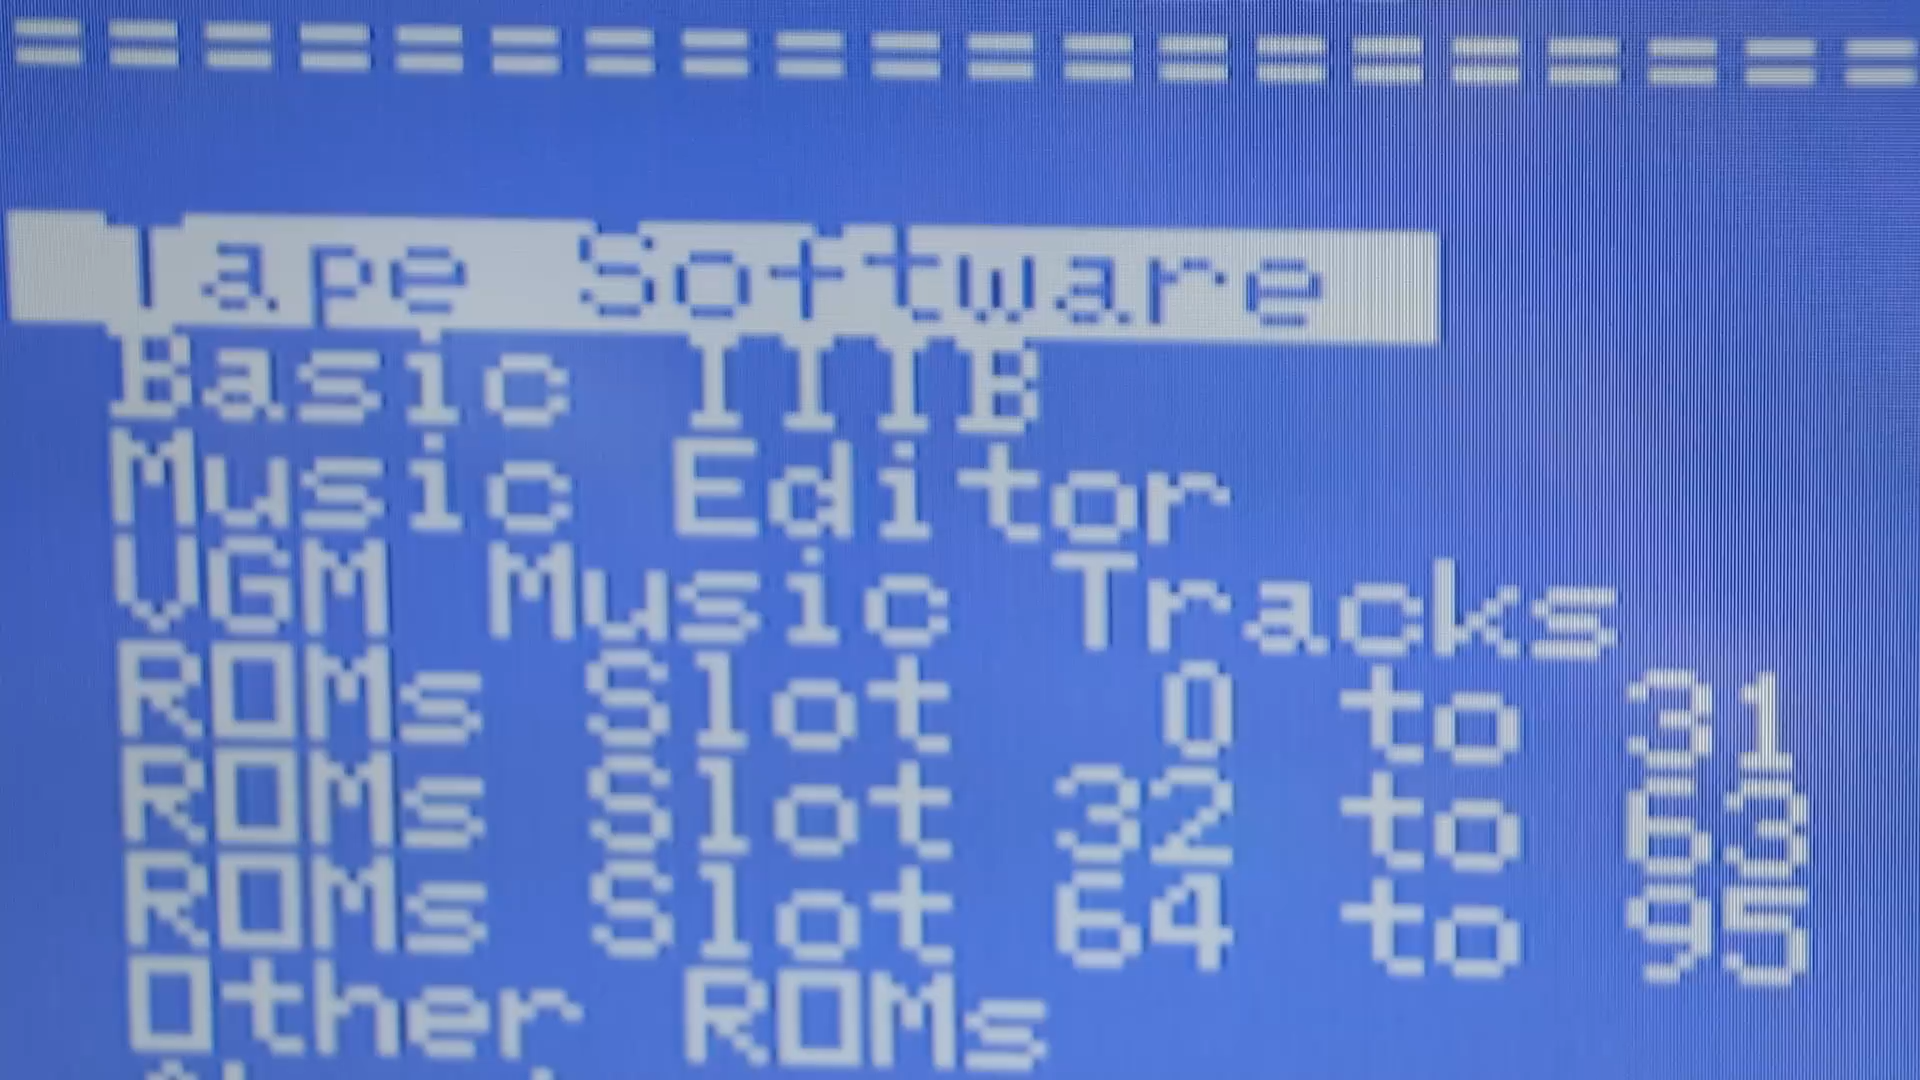 ====================
Tape Software
Basic IIIB
Music Editor
VGM Music Tracks
ROMs Slot 0 to 31
ROMs Slot 32 to 63
ROMs Slot 64 to 95
Other ROMs